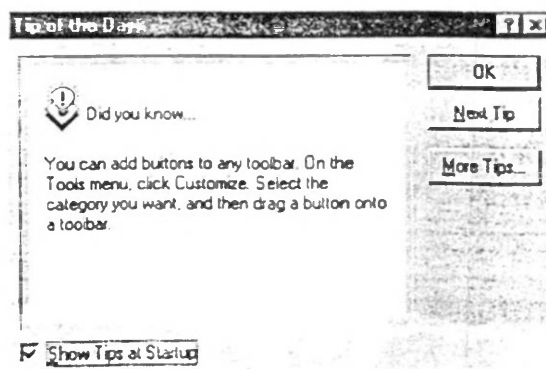 Tip of the Day
OK
Did you know...
Next Tip
You can add buttons to any toolbar. On the
Tools menu, click Customize. Select the
category you want, and then drag a button onto
a toolbar.
More Tips...
Show Tips at Startup